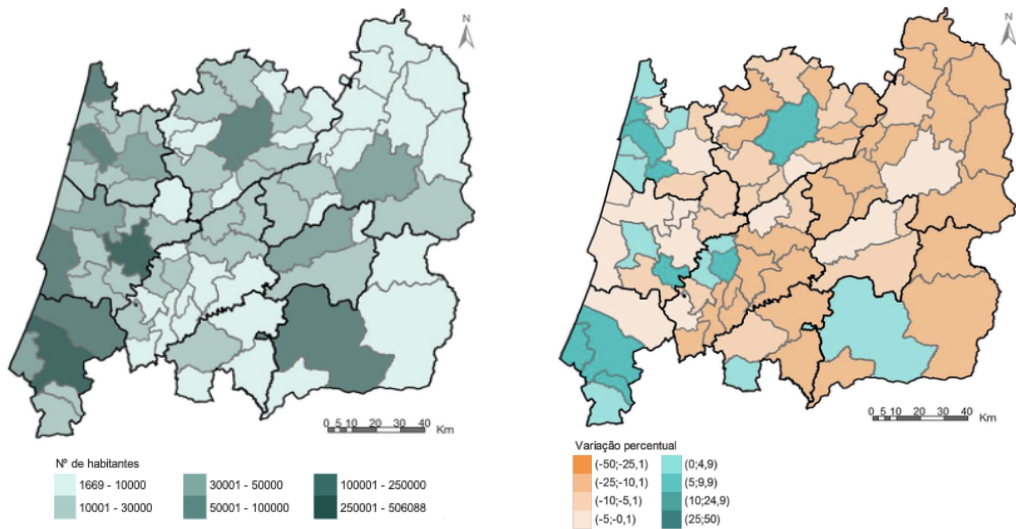 N
0 5 10 20 30 40
Km
Nº de habitantes
1669 - 10000
10001 - 30000
30001 - 50000
50001 - 100000
100001 - 250000
250001 - 506088
N
0 5 10 20 30 40
Km
Variação percentual
(-50;-25,1)
(-25;-10,1)
(-10;-5,1)
(-5;-0,1)
(0;4,9)
(5;9,9)
(10;24,9)
(25;50)